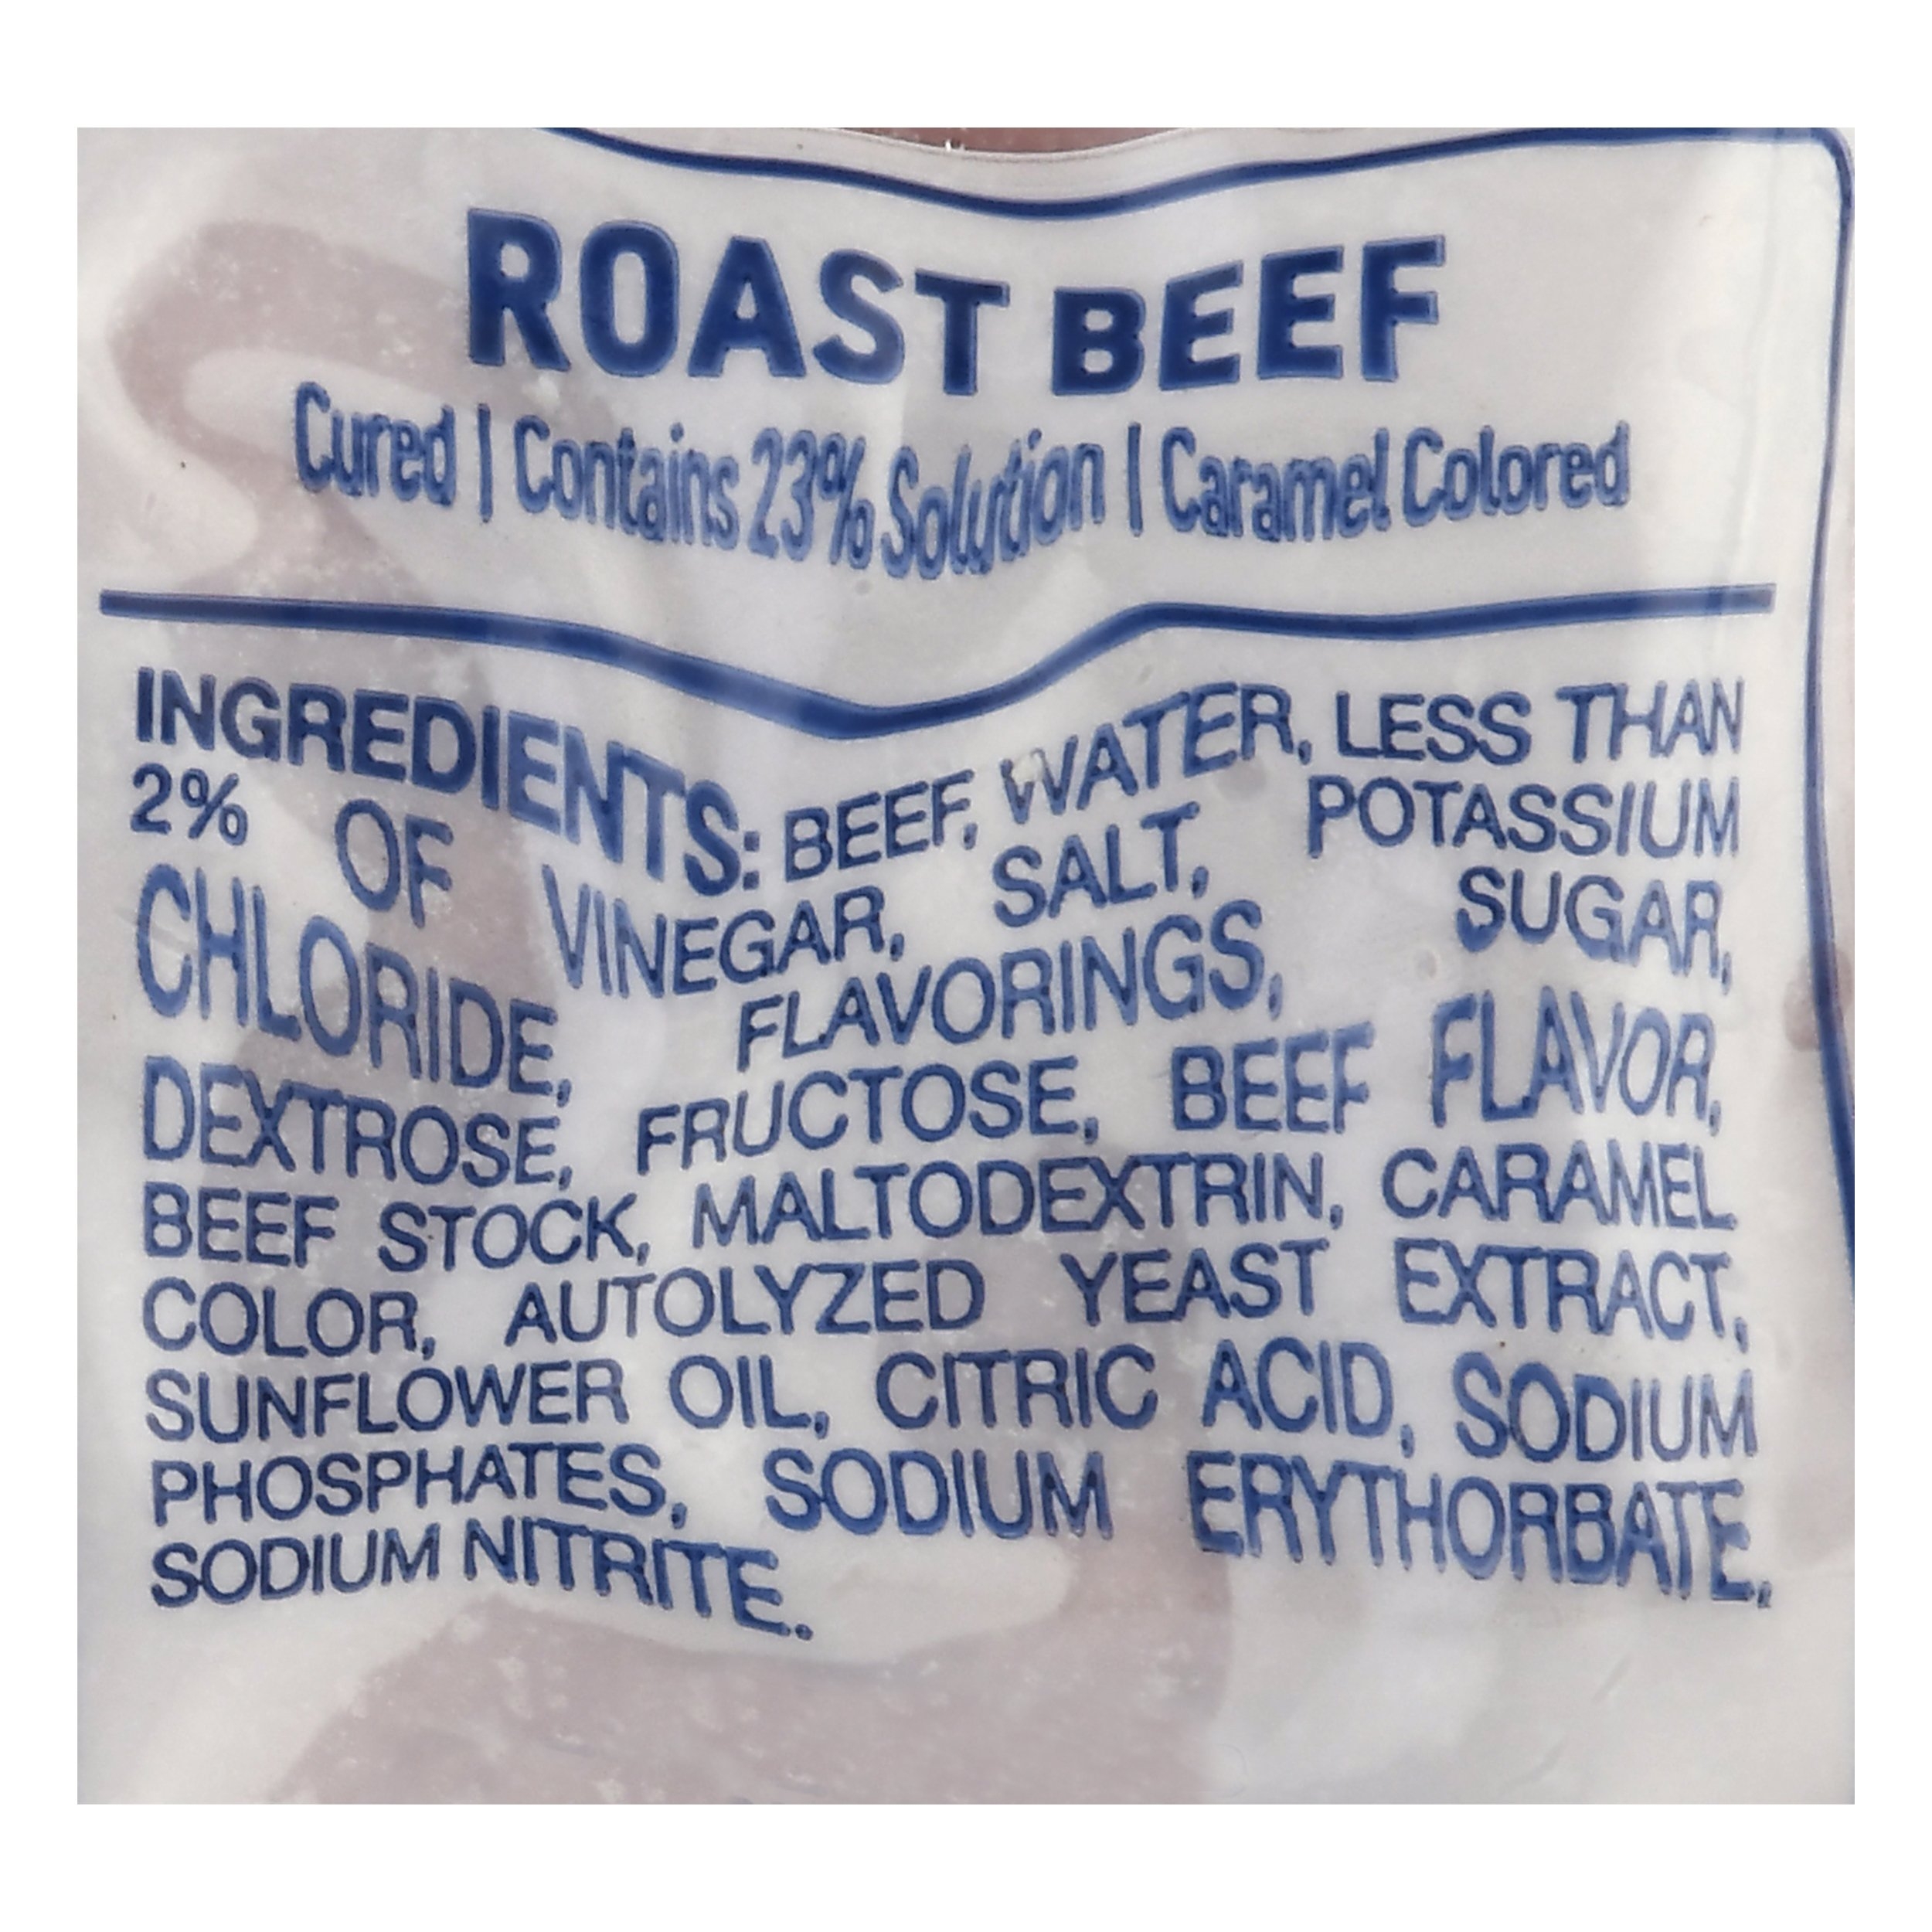 ROAST BEEF
Cured | Contains 23% Solution | Caramel Colored
INGREDIENTS: BEEF, WATER, LESS THAN
2% OF VINEGAR, SALT, POTASSIUM
CHLORIDE, FLAVORINGS, SUGAR,
DEXTROSE, FRUCTOSE, BEEF FLAVOR,
BEEF STOCK, MALTODEXTRIN, CARAMEL
COLOR, AUTOLYZED YEAST EXTRACT,
SUNFLOWER OIL, CITRIC ACID, SODIUM
PHOSPHATES, SODIUM ERYTHORBATE,
SODIUM NITRITE.